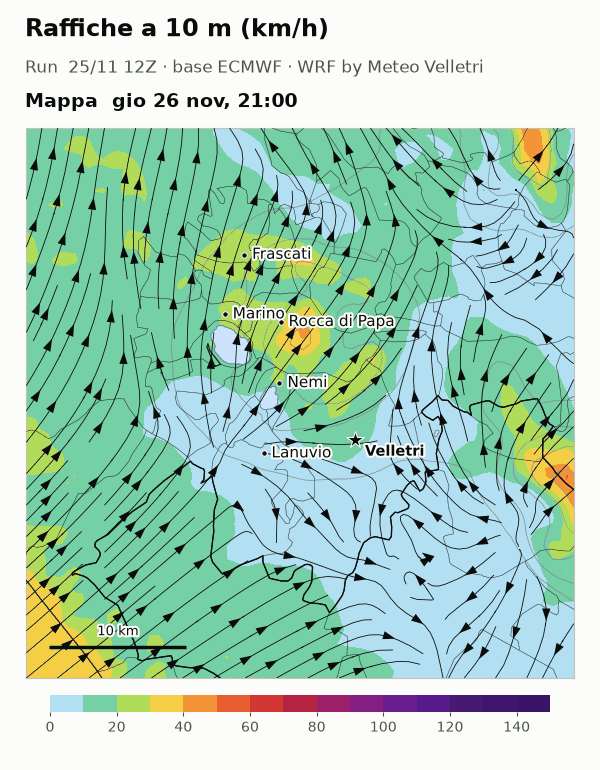 Raffiche a 10 m (km/h)
Run  25/11 12Z · base ECMWF · WRF by Meteo Velletri
Mappa  gio 26 nov, 21:00
Frascati
Marino
Rocca di Papa
Nemi
Velletri
Lanuvio
10 km
0 20 40 60 80 100 120 140